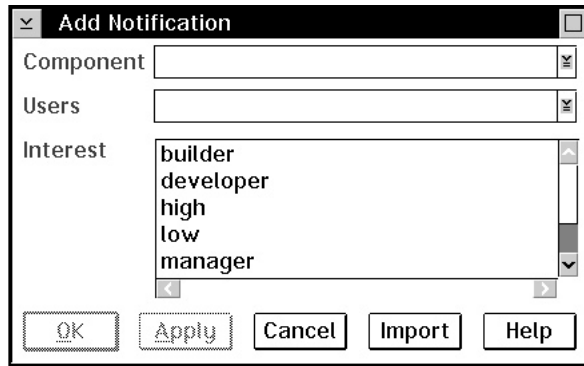 Add Notification
Component
Users
Interest
builder
developer
high
low
manager
OK Apply Cancel Import Help